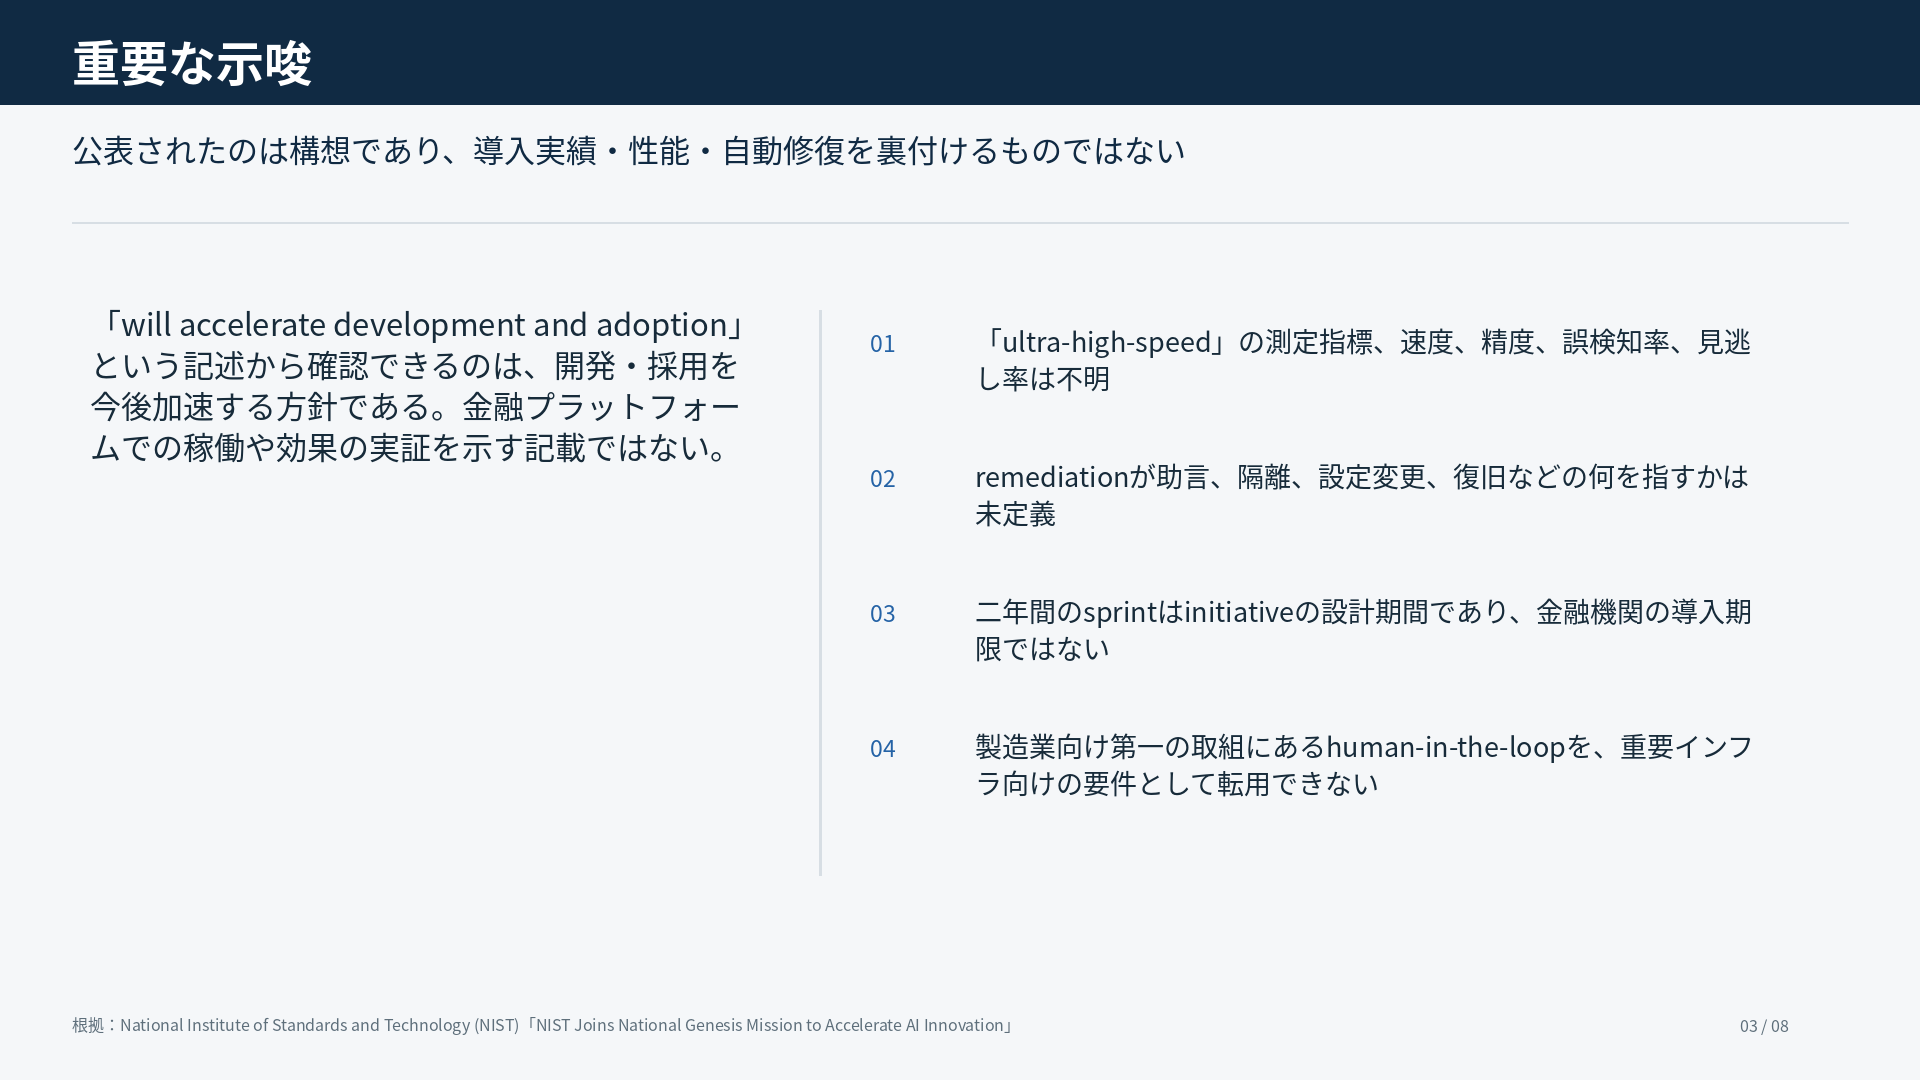 重要な示唆
公表されたのは構想であり、導入実績・性能・自動修復を裏付けるものではない
「will accelerate development and adoption」
という記述から確認できるのは、開発・採用を
今後加速する方針である。金融プラットフォー
ムでの稼働や効果の実証を示す記載ではない。
01
「ultra-high-speed」の測定指標、速度、精度、誤検知率、見逃
し率は不明
02
remediationが助言、隔離、設定変更、復旧などの何を指すかは
未定義
03
二年間のsprintはinitiativeの設計期間であり、金融機関の導入期
限ではない
04
製造業向け第一の取組にあるhuman-in-the-loopを、重要インフ
ラ向けの要件として転用できない
根拠：National Institute of Standards and Technology (NIST)「NIST Joins National Genesis Mission to Accelerate AI Innovation」
03 / 08